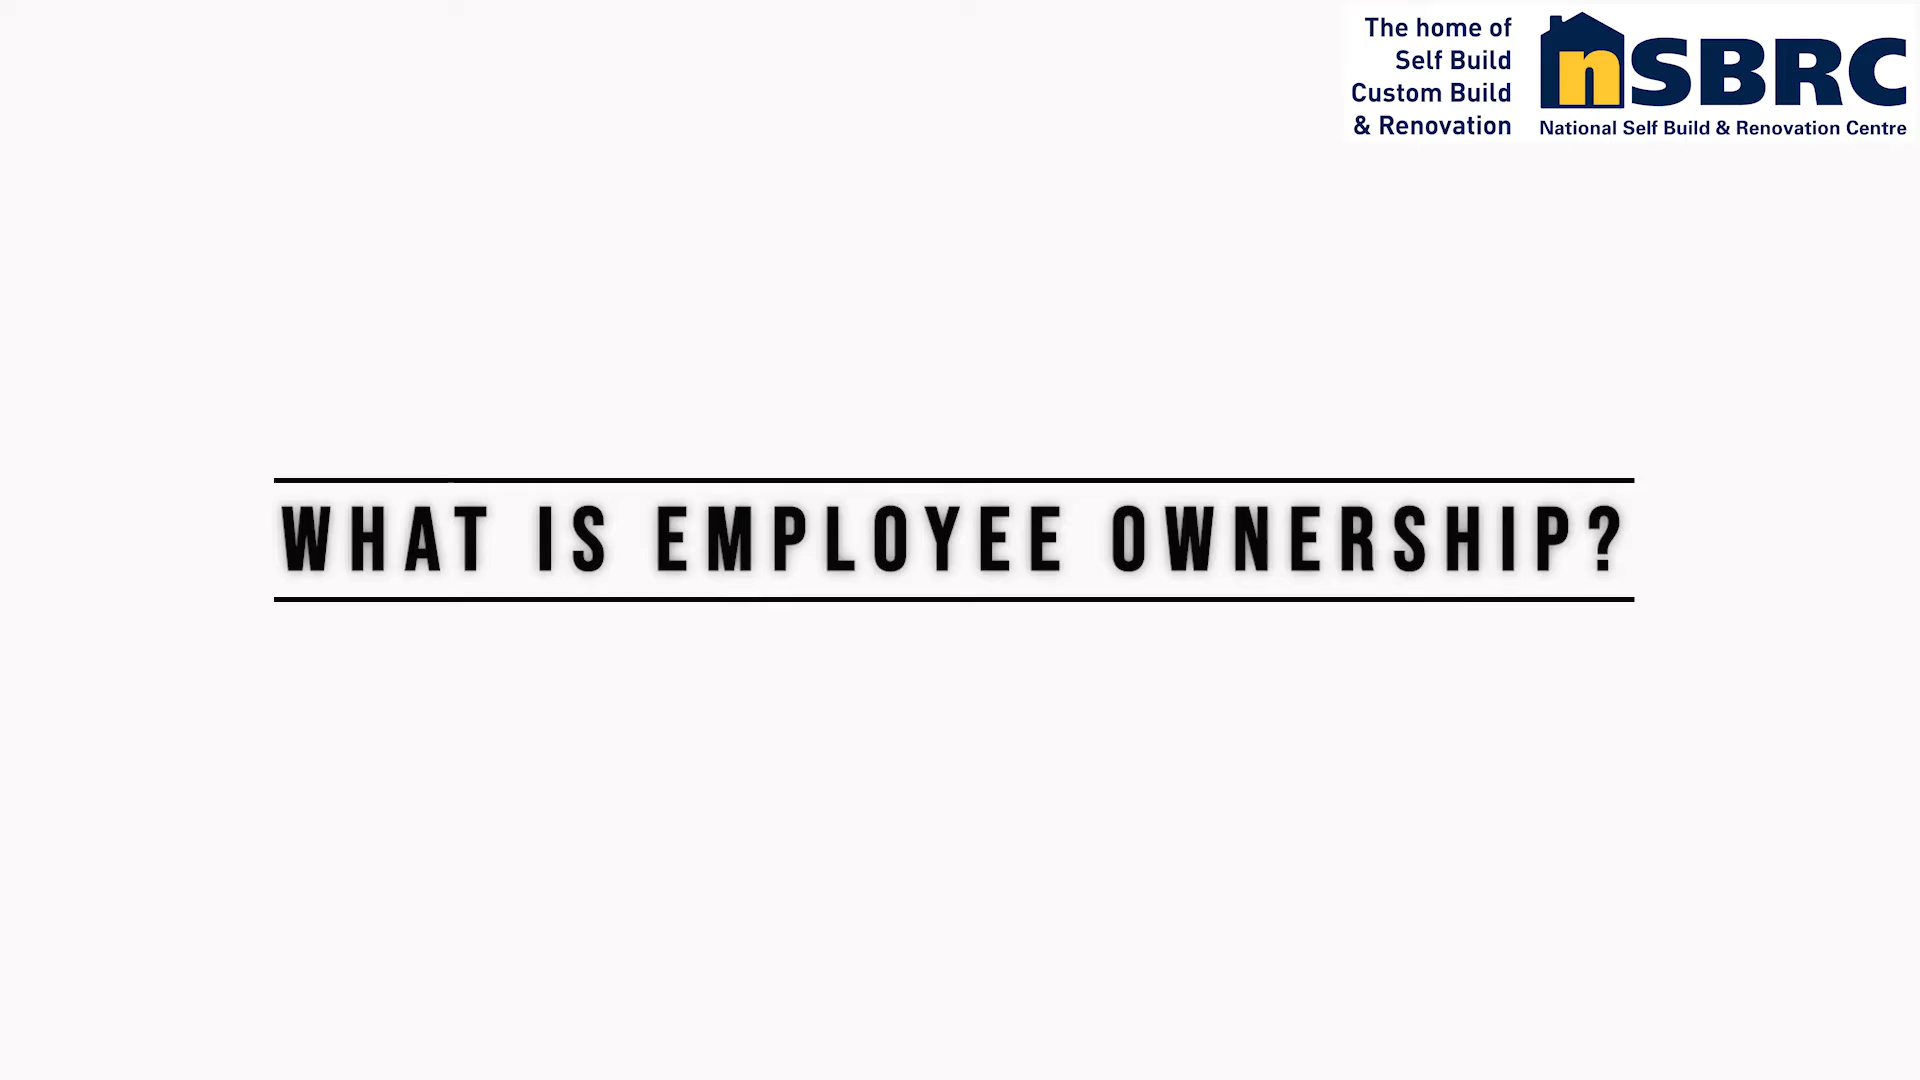 The home of
Self Build
Custom Build
& Renovation
nSBRC
National Self Build & Renovation Centre
WHAT IS EMPLOYEE OWNERSHIP?